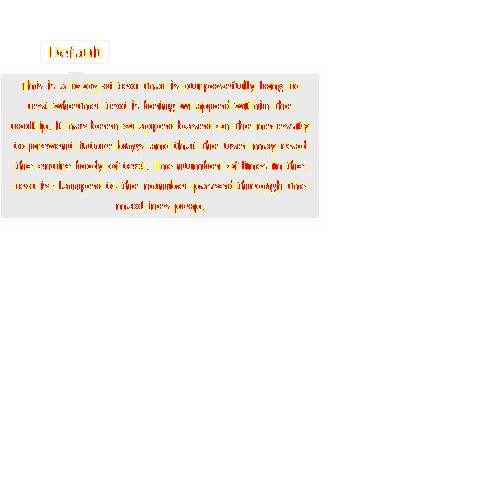 Default
This is a body of text that is purposefully long to
test whether text is being wrapped within the
tooltip. It has been wrapped based on the necessity
to prevent future bugs and that the user may read
the entire body of text. The number of lines in the
text is clamped to the number passed through the
maxLines prop.